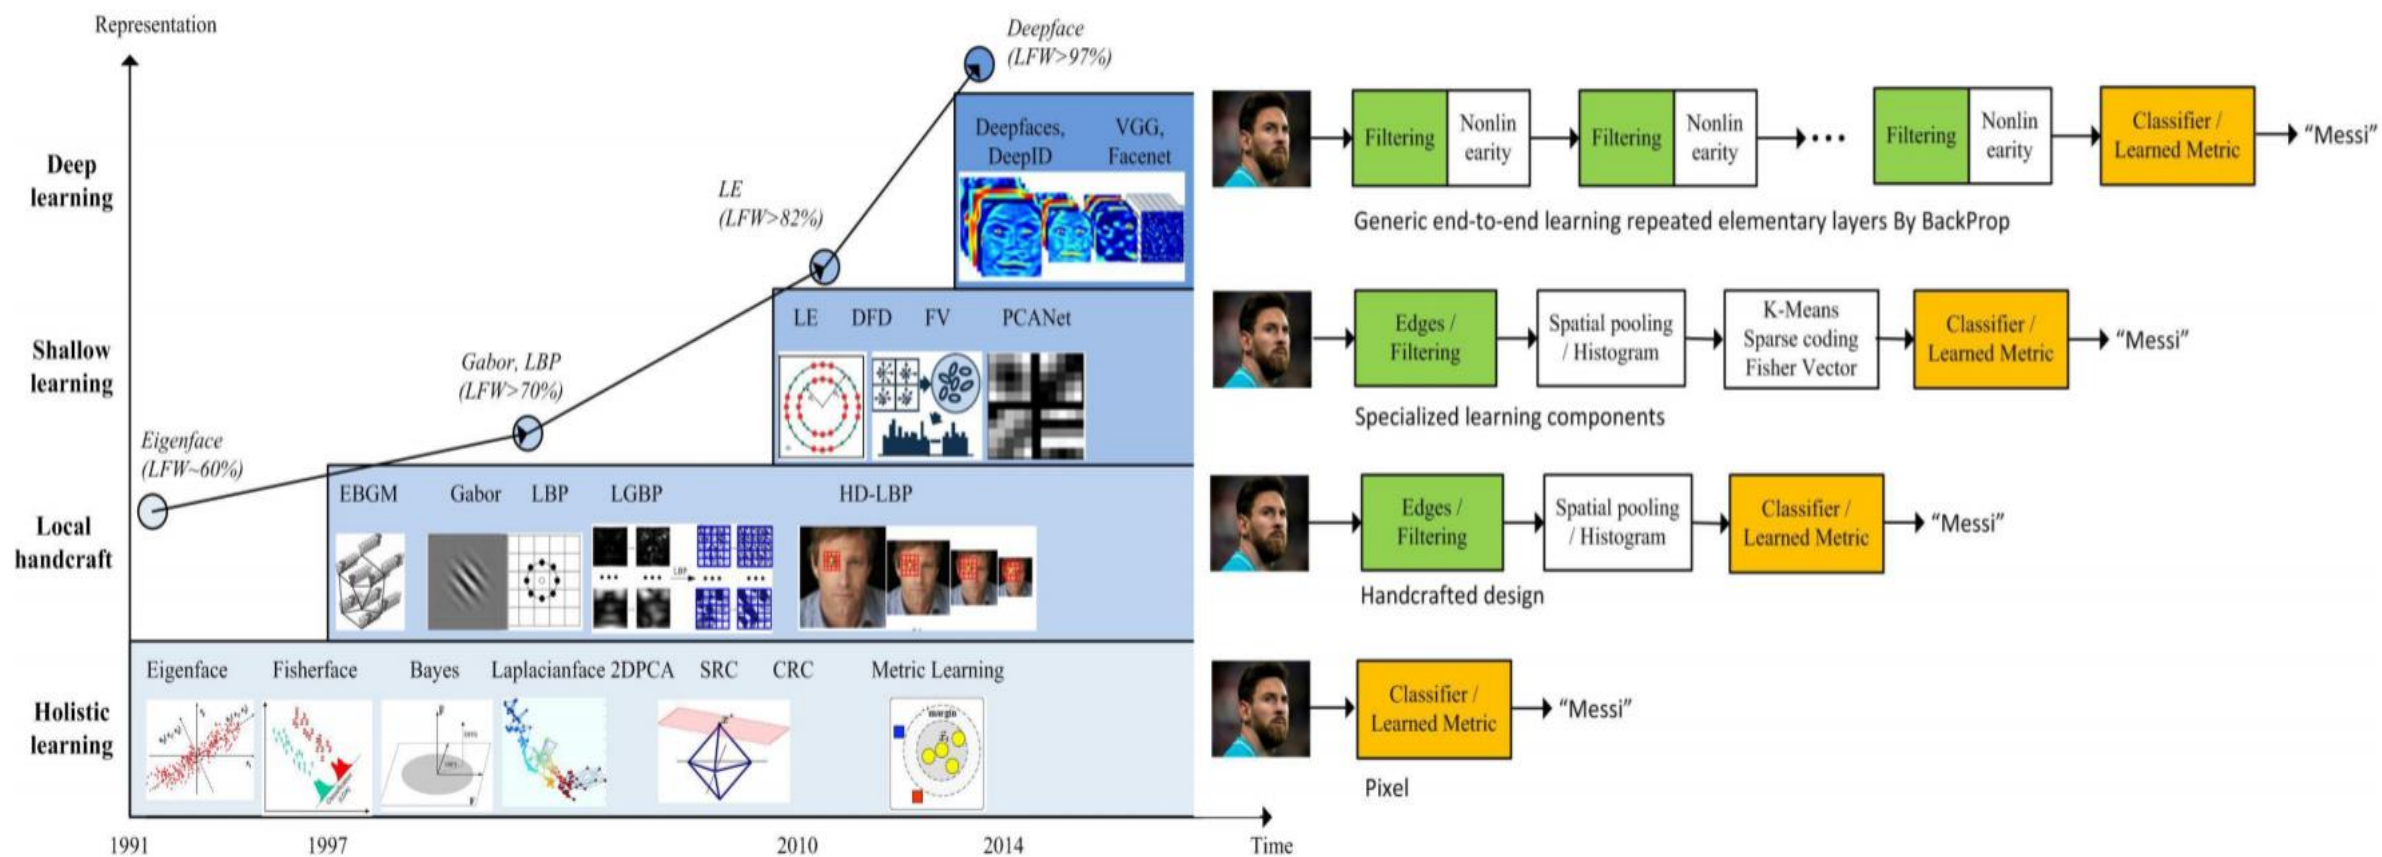 Representation
Deep
learning
Shallow
learning
Local
handcraft
Holistic
learning
Deepface
(LFW>97%)
LE
(LFW>82%)
Gabor, LBP
(LFW>70%)
Eigenface
(LFW~60%)
Deepfaces,
DeepID
VGG,
Facenet
LE DFD FV PCANet
EBGM Gabor LBP LGBP HD-LBP
LBP
Eigenface Fisherface Bayes Laplacianface 2DPCA SRC CRC Metric Learning
margin
1991 1997 2010 2014 Time
Filtering
Nonlin
earity
Filtering
Nonlin
earity
...
Filtering
Nonlin
earity
Classifier /
Learned Metric
“Messi”
Generic end-to-end learning repeated elementary layers By BackProp
Edges /
Filtering
Spatial pooling
/ Histogram
K-Means
Sparse coding
Fisher Vector
Classifier /
Learned Metric
“Messi”
Specialized learning components
Edges /
Filtering
Spatial pooling
/ Histogram
Classifier /
Learned Metric
“Messi”
Handcrafted design
Classifier /
Learned Metric
“Messi”
Pixel